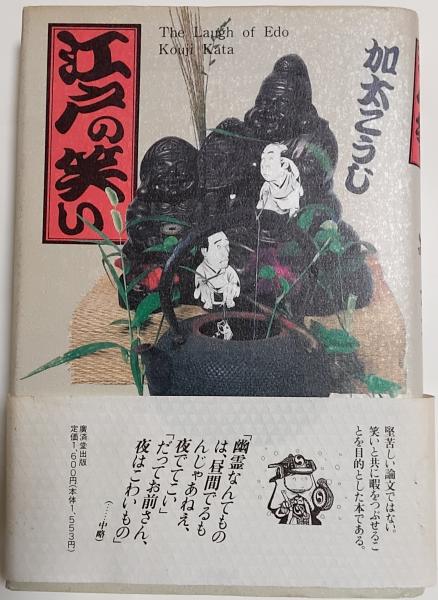 The Laugh of Edo
Kouji Kata
江戸の笑い
加太こうじ
堅苦しい論文ではない。
笑いと共に暇をつぶせるこ
とを目的とした本である。
「幽霊なんてもの
は、昼間でるも
んじゃあねえ、
夜でてこい」
「だってお前さん、
夜はこわいもの」
(……中略)
廣済堂出版
定価1,600円(本体1,553円)